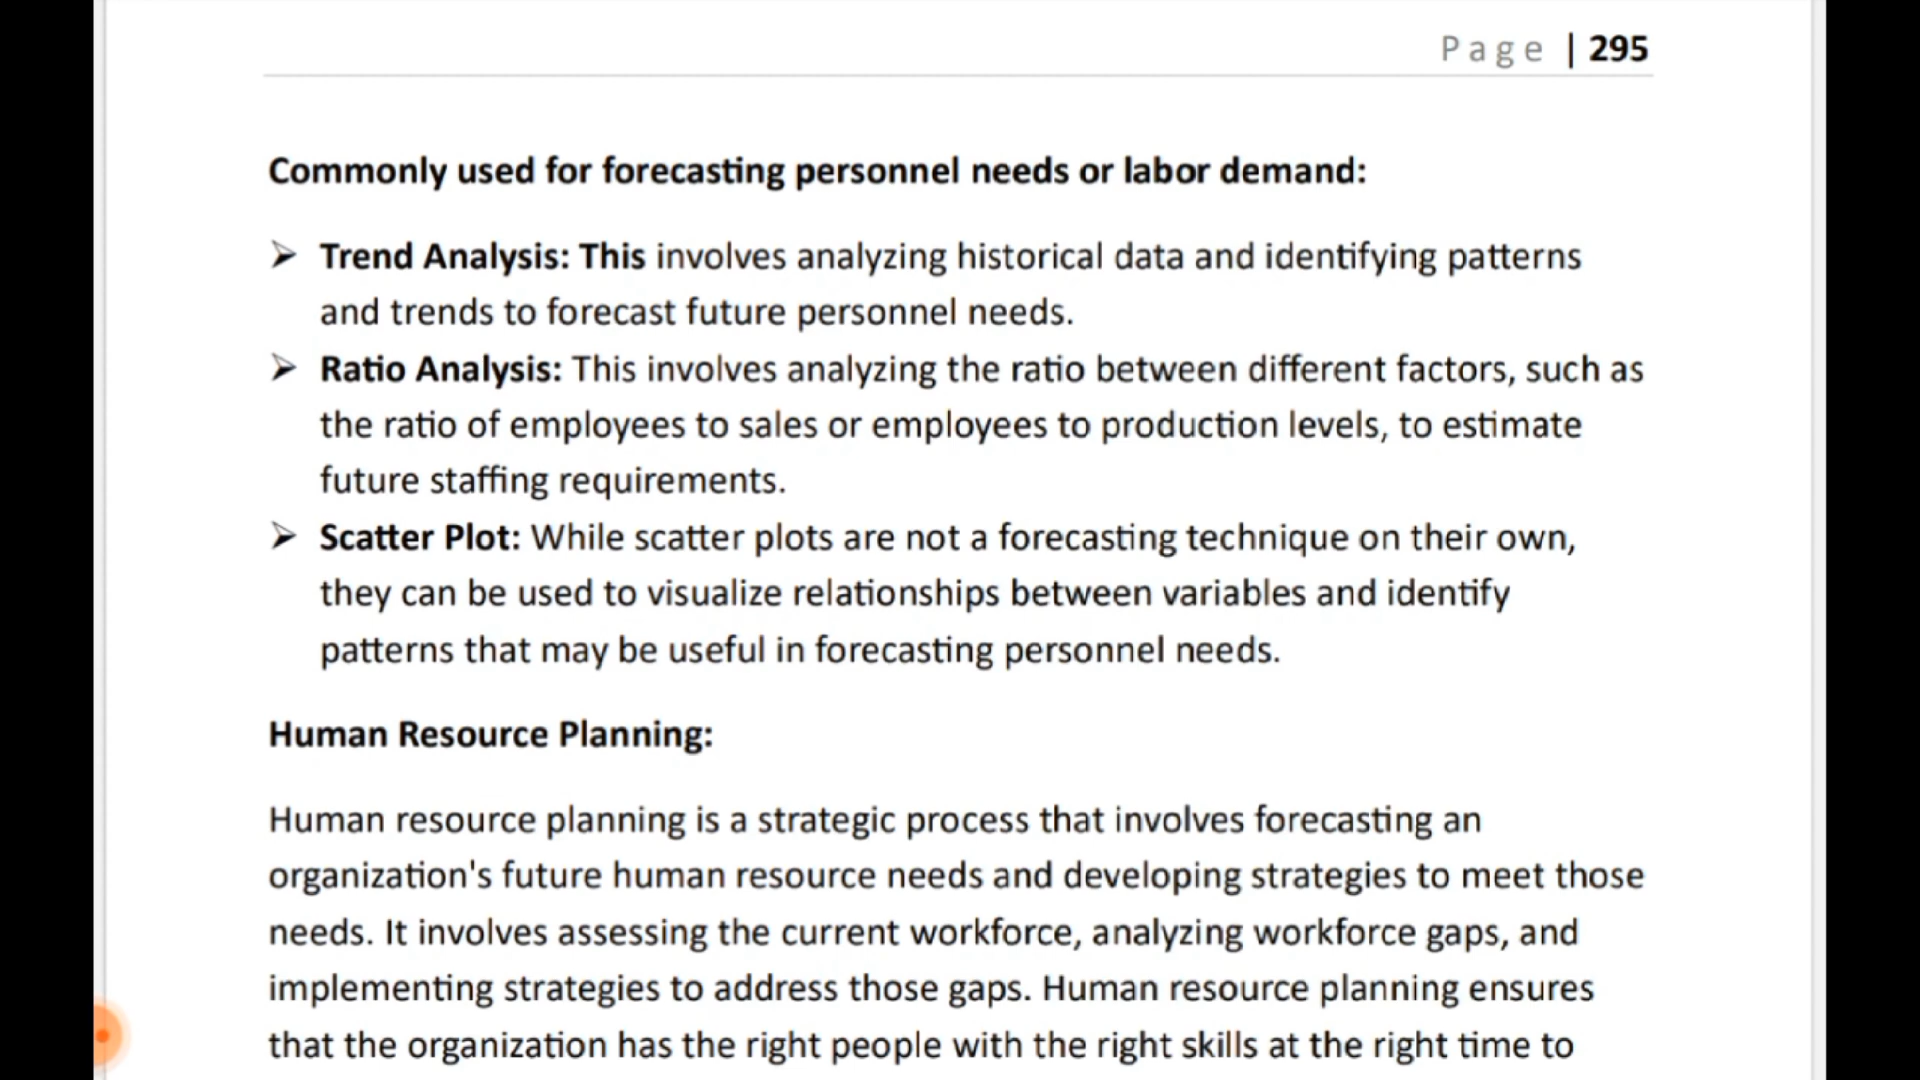 Page | 295
Commonly used for forecasting personnel needs or labor demand:
➢ Trend Analysis: This involves analyzing historical data and identifying patterns
and trends to forecast future personnel needs.
➢ Ratio Analysis: This involves analyzing the ratio between different factors, such as
the ratio of employees to sales or employees to production levels, to estimate
future staffing requirements.
➢ Scatter Plot: While scatter plots are not a forecasting technique on their own,
they can be used to visualize relationships between variables and identify
patterns that may be useful in forecasting personnel needs.
Human Resource Planning:
Human resource planning is a strategic process that involves forecasting an
organization's future human resource needs and developing strategies to meet those
needs. It involves assessing the current workforce, analyzing workforce gaps, and
implementing strategies to address those gaps. Human resource planning ensures
that the organization has the right people with the right skills at the right time to